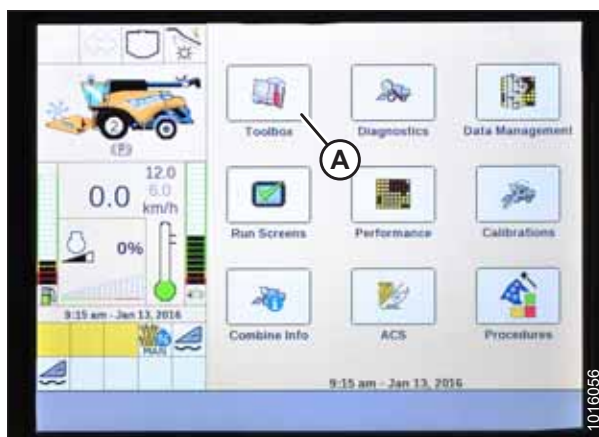 2
(P)
Toolbox
Diagnostics
Data Management
A
12.0
6.0
0.0
km/h
Run Screens
Performance
Calibrations
0%
9:15 am - Jan 13, 2016
Combine Info
ACS
Procedures
MAN
%
9:15 am - Jan 13, 2016
1016056